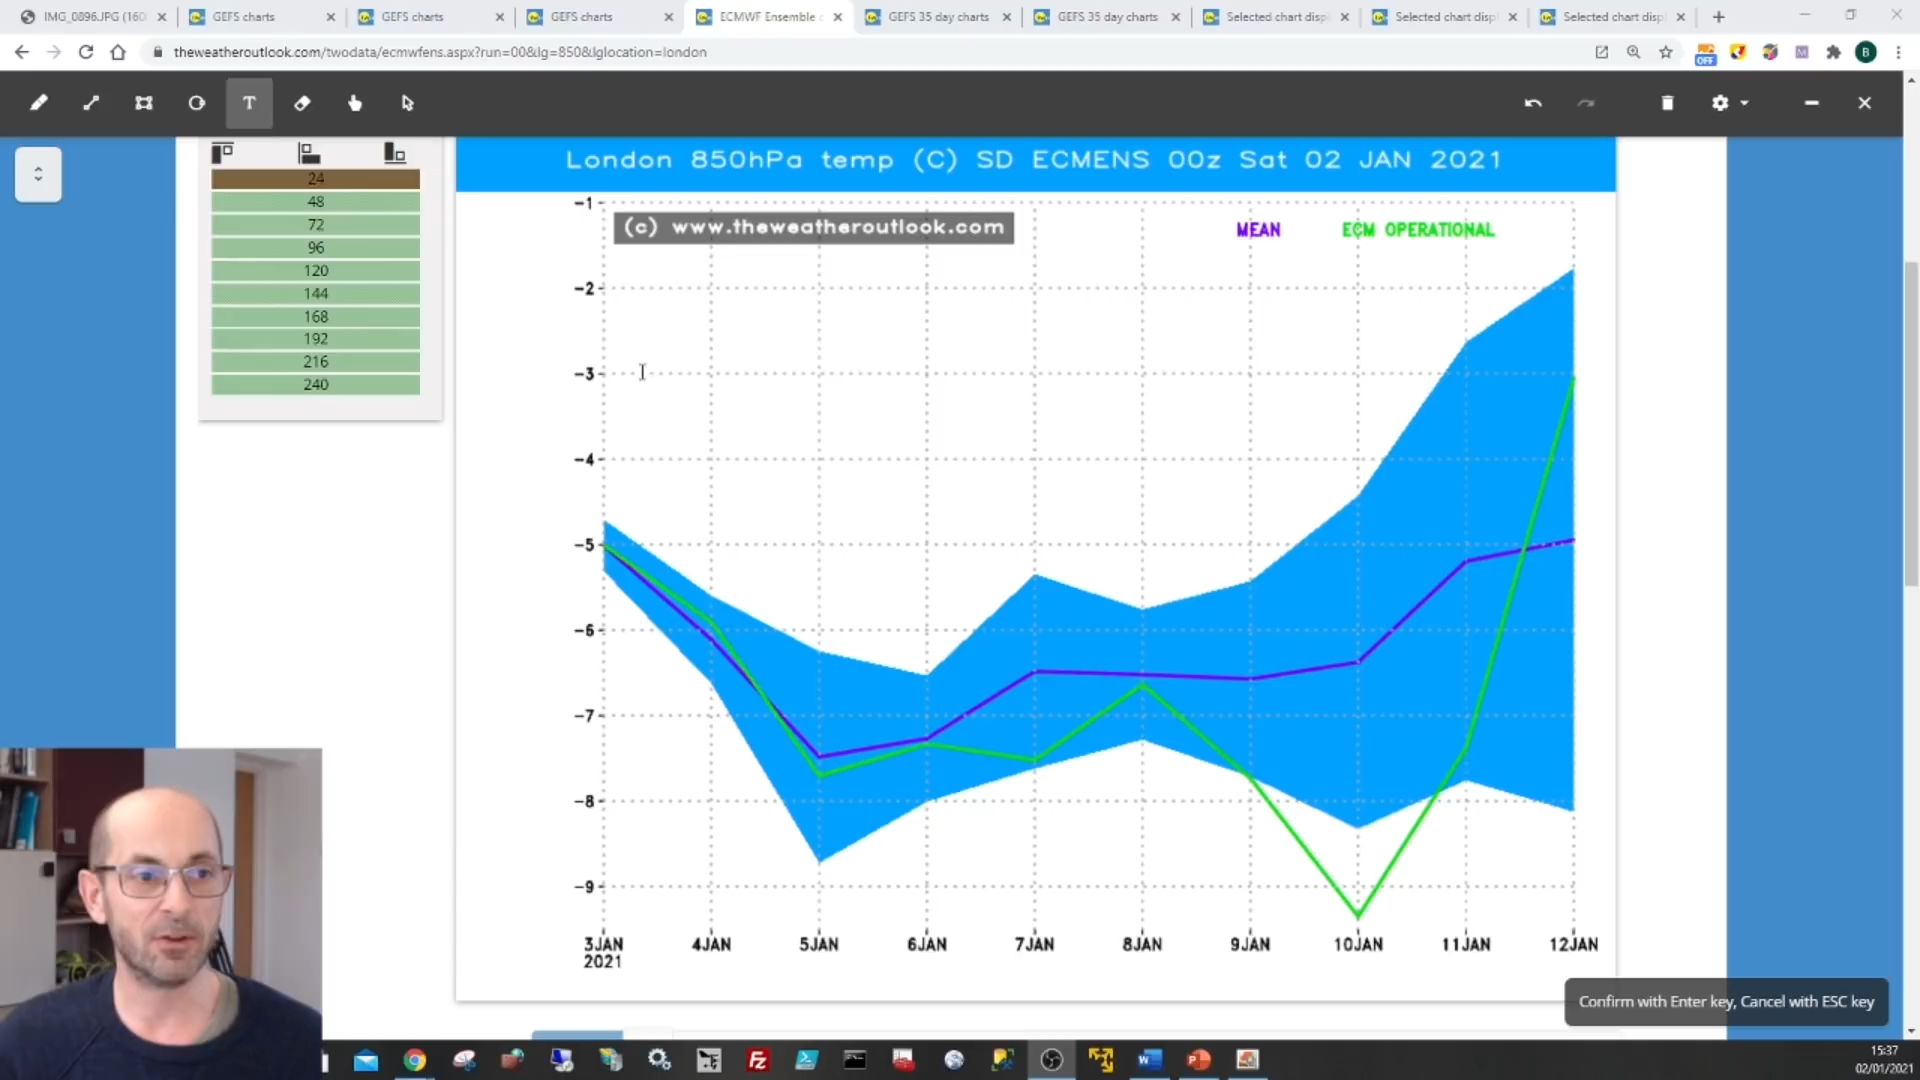 IMG_0896.JPG (160
GEFS charts
GEFS charts
GEFS charts
ECMWF Ensemble c
GEFS 35 day charts
GEFS 35 day charts
Selected chart disp
Selected chart disp
Selected chart disp
theweatheroutlook.com/twodata/ecmwfens.aspx?run=00&lg=850&lglocation=london
OFF
B
T
London 850hPa temp (C) SD ECMENS 00z Sat 02 JAN 2021
24
48
72
96
120
144
168
192
216
240
(c) www.theweatheroutlook.com
MEAN
ECM OPERATIONAL
-1
-2
-3
-4
-5
-6
-7
-8
-9
3JAN 4JAN 5JAN 6JAN 7JAN 8JAN 9JAN 10JAN 11JAN 12JAN
2021
Confirm with Enter key, Cancel with ESC key
15:37
02/01/2021